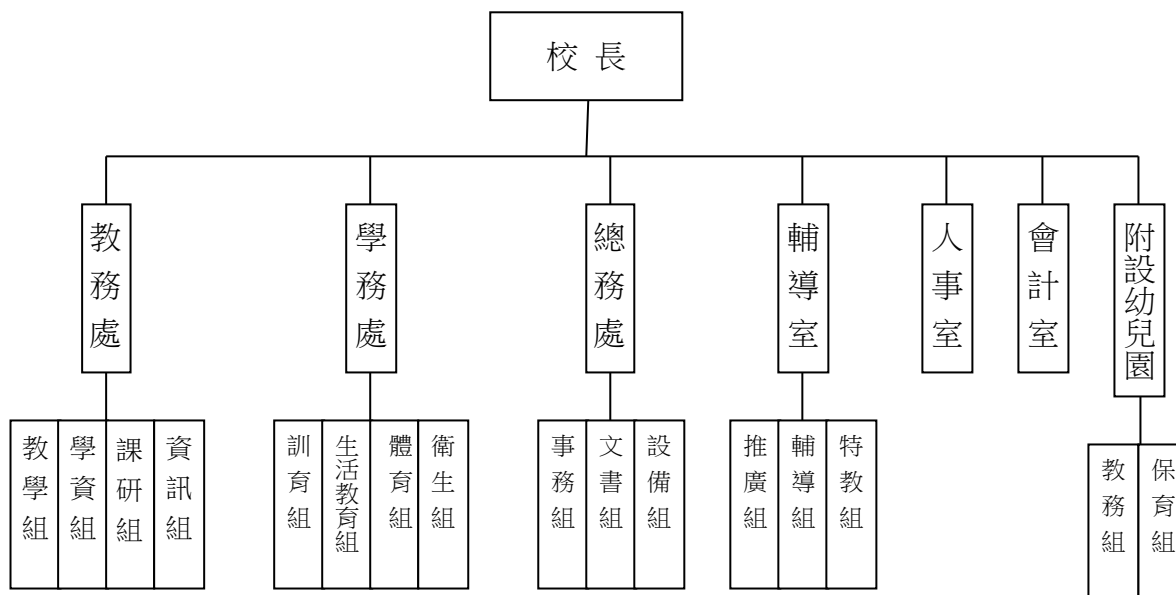 校長
教務處
學務處
總務處
輔導室
人事室
會計室
附設幼兒園
教學組
學資組
課研組
資訊組
訓育組
生活教育組
體育組
衛生組
事務組
文書組
設備組
推廣組
輔導組
特教組
教務組
保育組